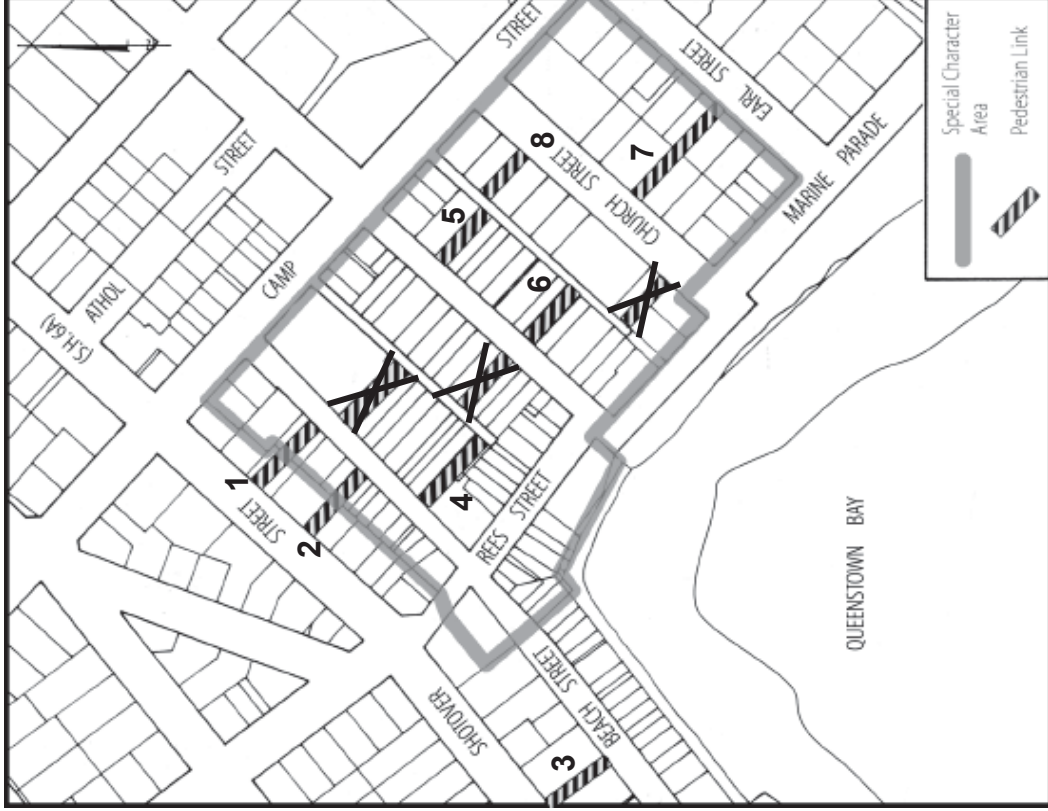 STREET
(S.H.6A)
ATHOL
STREET
CAMP
STREET
EARL
STREET
MARINE PARADE
CHURCH
STREET
REES STREET
SHOTOVER
STREET
BEACH
STREET
QUEENSTOWN BAY
1
2
3
4
5
6
7
8
Special Character
Area
Pedestrian Link